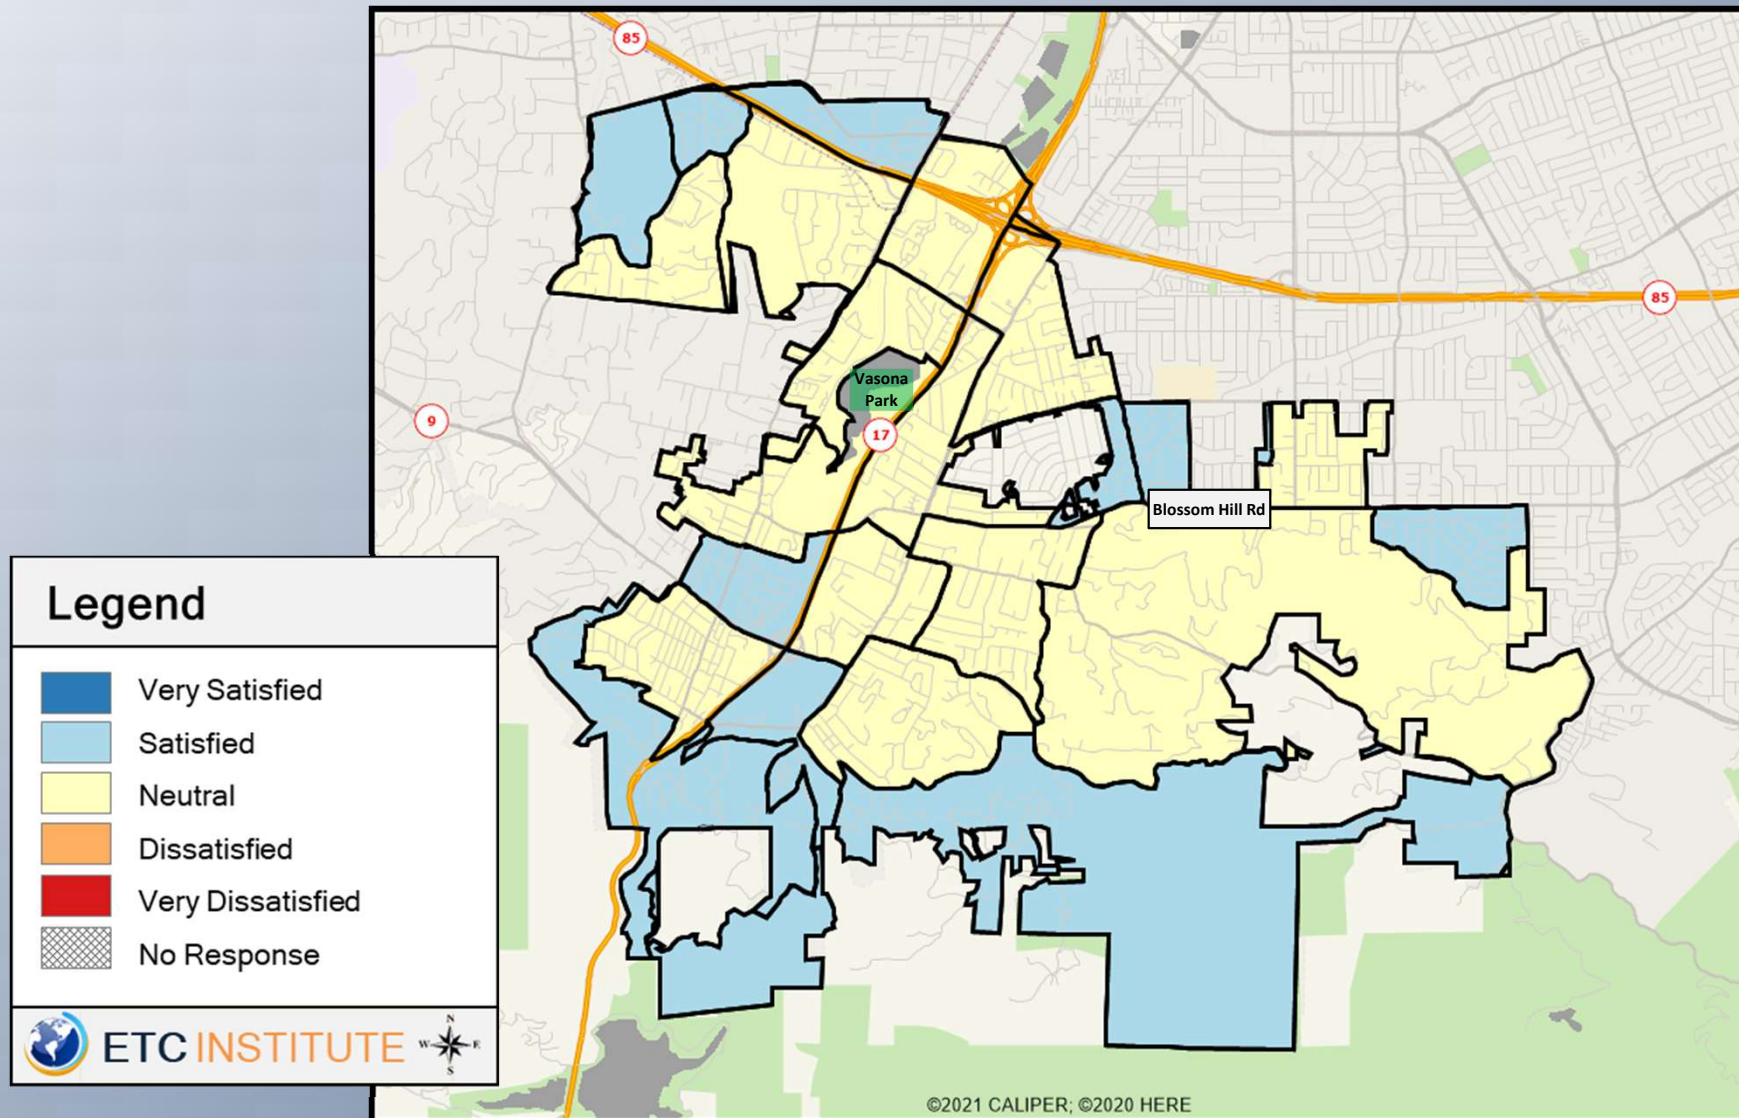 85
85
Vasona
Park
9
17
Blossom Hill Rd
Legend
Very Satisfied
Satisfied
Neutral
Dissatisfied
Very Dissatisfied
No Response
ETC INSTITUTE
N
W E
S
©2021 CALIPER; ©2020 HERE